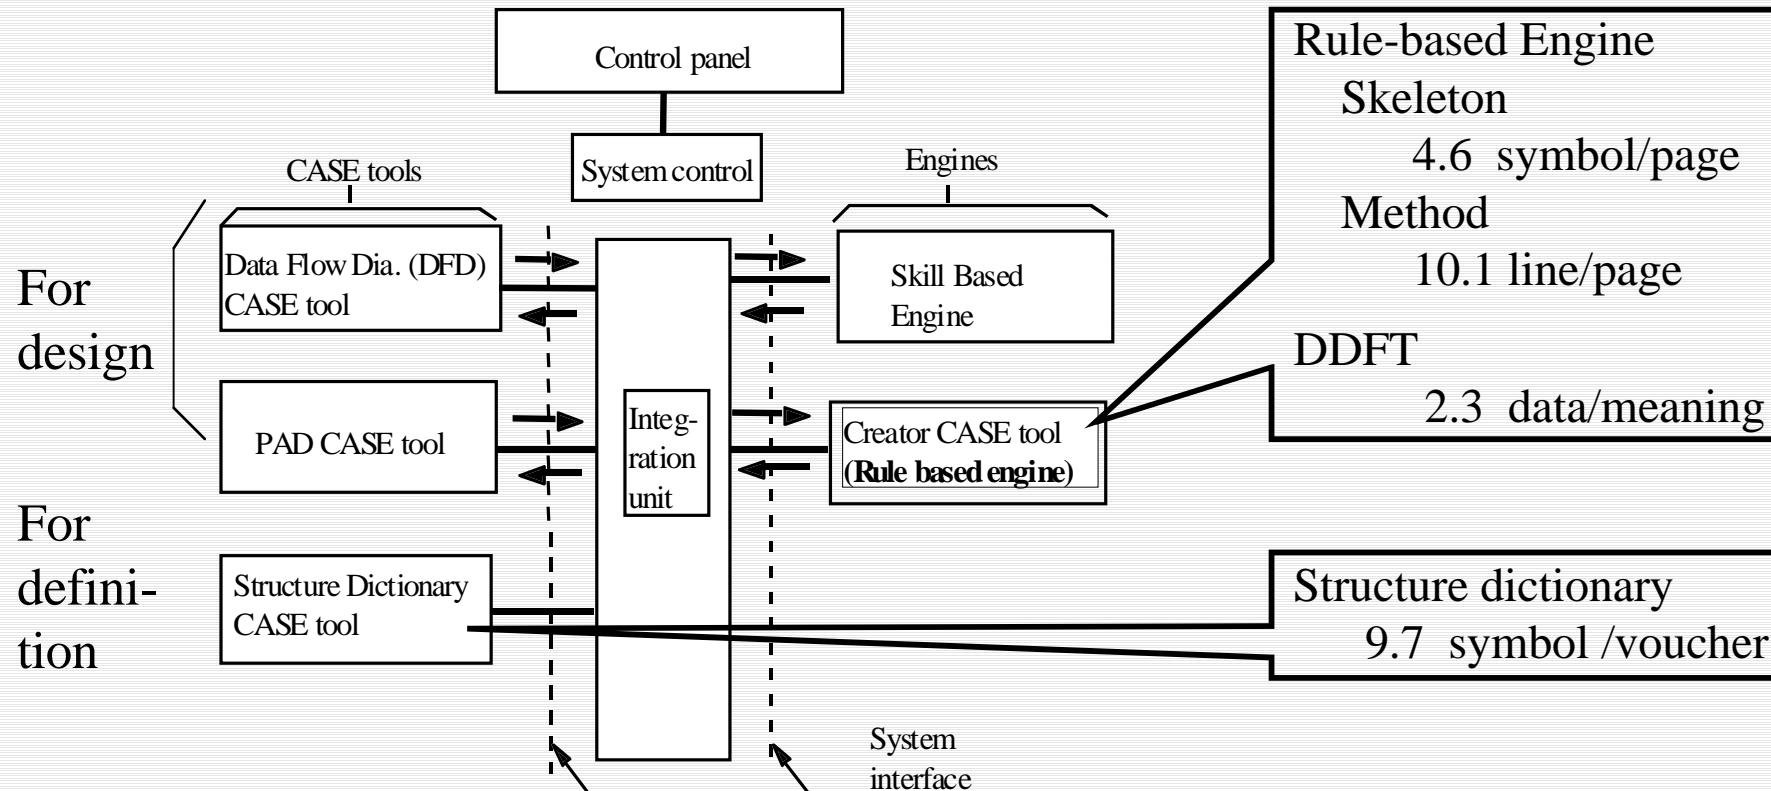 Control panel
System control
CASE tools
Engines
For
design
Data Flow Dia. (DFD)
CASE tool
Skill Based
Engine
PAD CASE tool
Integ-
ration
unit
Creator CASE tool
(Rule based engine)
For
defini-
tion
Structure Dictionary
CASE tool
System
interface
Rule-based Engine
Skeleton
4.6 symbol/page
Method
10.1 line/page
DDFT
2.3 data/meaning
Structure dictionary
9.7 symbol /voucher